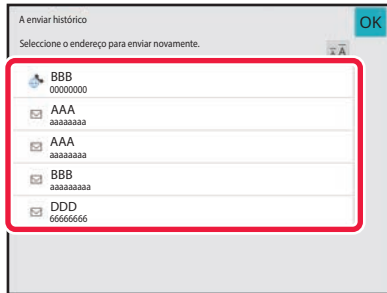 A enviar histórico
OK
Seleccione o endereço para enviar novamente.
A A
BBB
00000000
AAA
aaaaaaaa
AAA
aaaaaaaa
BBB
aaaaaaaaa
DDD
66666666